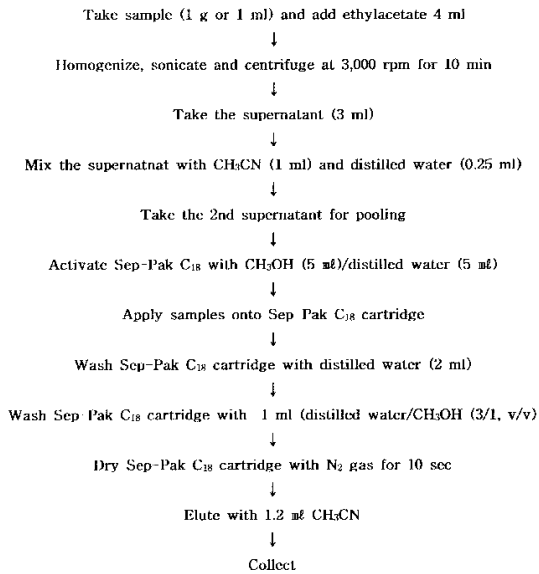 Take sample (1 g or 1 ml) and add ethylacetate 4 ml
↓
Homogenize, sonicate and centrifuge at 3,000 rpm for 10 min
↓
Take the supernatant (3 ml)
↓
Mix the supernatnat with CH₃CN (1 ml) and distilled water (0.25 ml)
↓
Take the 2nd supernatant for pooling
↓
Activate Sep-Pak C₁₈ with CH₃OH (5 ㎖)/distilled water (5 ㎖)
↓
Apply samples onto Sep Pak C₁₈ cartridge
↓
Wash Sep-Pak C₁₈ cartridge with distilled water (2 ml)
↓
Wash Sep Pak C₁₈ cartridge with 1 ml (distilled water/CH₃OH (3/1, v/v)
↓
Dry Sep-Pak C₁₈ cartridge with N₂ gas for 10 sec
↓
Elute with 1.2 ㎖ CH₃CN
↓
Collect